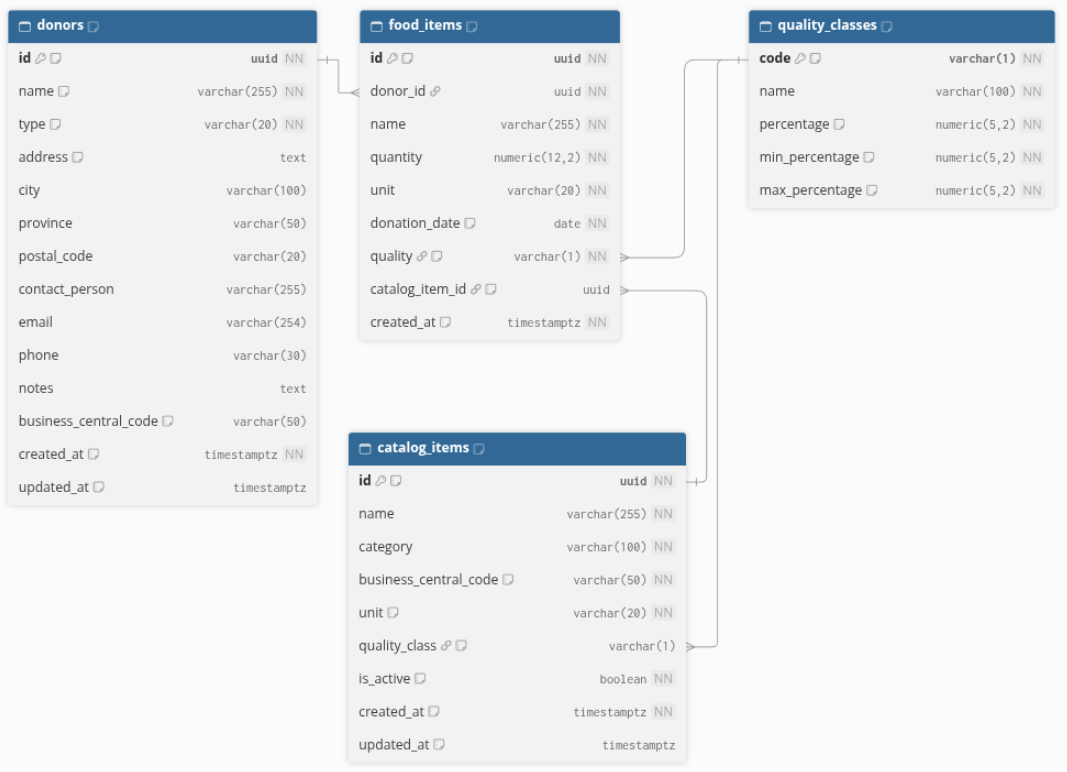 donors
id uuid NN
name varchar(255) NN
type varchar(20) NN
address text
city varchar(100)
province varchar(50)
postal_code varchar(20)
contact_person varchar(255)
email varchar(254)
phone varchar(30)
notes text
business_central_code varchar(50)
created_at timestamptz NN
updated_at timestamptz
food_items
id uuid NN
donor_id uuid NN
name varchar(255) NN
quantity numeric(12,2) NN
unit varchar(20) NN
donation_date date NN
quality varchar(1) NN
catalog_item_id uuid
created_at timestamptz NN
quality_classes
code varchar(1) NN
name varchar(100) NN
percentage numeric(5,2) NN
min_percentage numeric(5,2) NN
max_percentage numeric(5,2) NN
catalog_items
id uuid NN
name varchar(255) NN
category varchar(100) NN
business_central_code varchar(50) NN
unit varchar(20) NN
quality_class varchar(1)
is_active boolean NN
created_at timestamptz NN
updated_at timestamptz